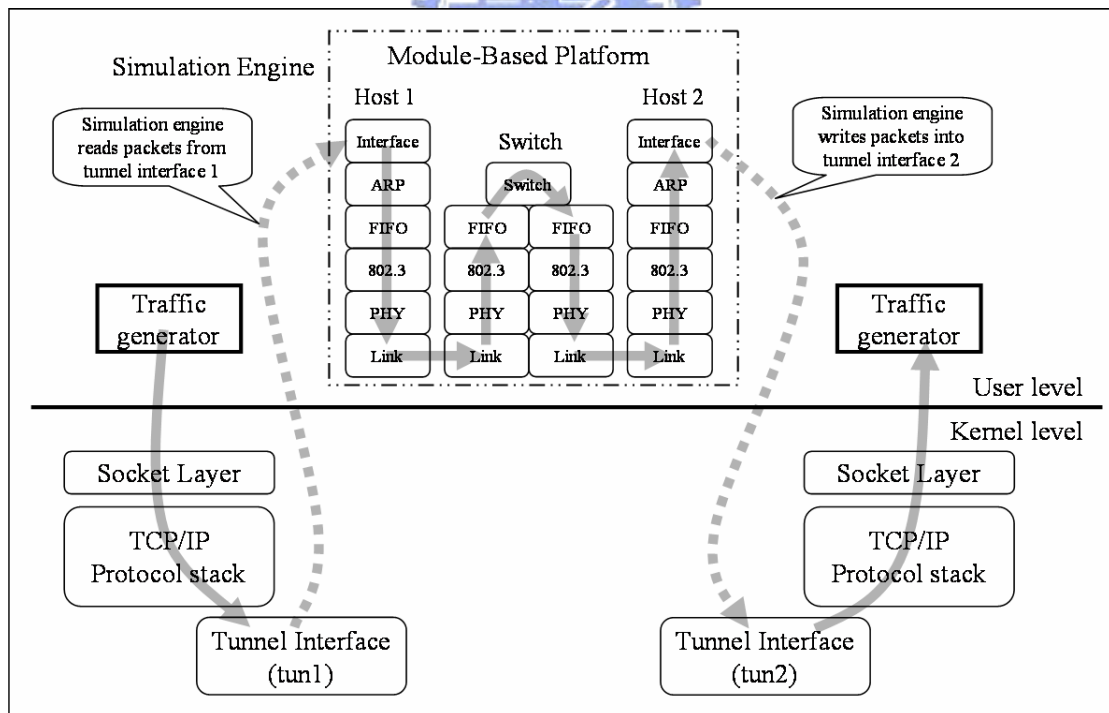 Simulation Engine
Module-Based Platform
Simulation engine
reads packets from
tunnel interface 1
Host 1
Interface
ARP
FIFO
802.3
PHY
Link
Switch
Switch
FIFO
FIFO
802.3
802.3
PHY
PHY
Link
Link
Host 2
Interface
ARP
FIFO
802.3
PHY
Link
Simulation engine
writes packets into
tunnel interface 2
Traffic
generator
Traffic
generator
User level
Kernel level
Socket Layer
TCP/IP
Protocol stack
Tunnel Interface
(tun1)
Socket Layer
TCP/IP
Protocol stack
Tunnel Interface
(tun2)